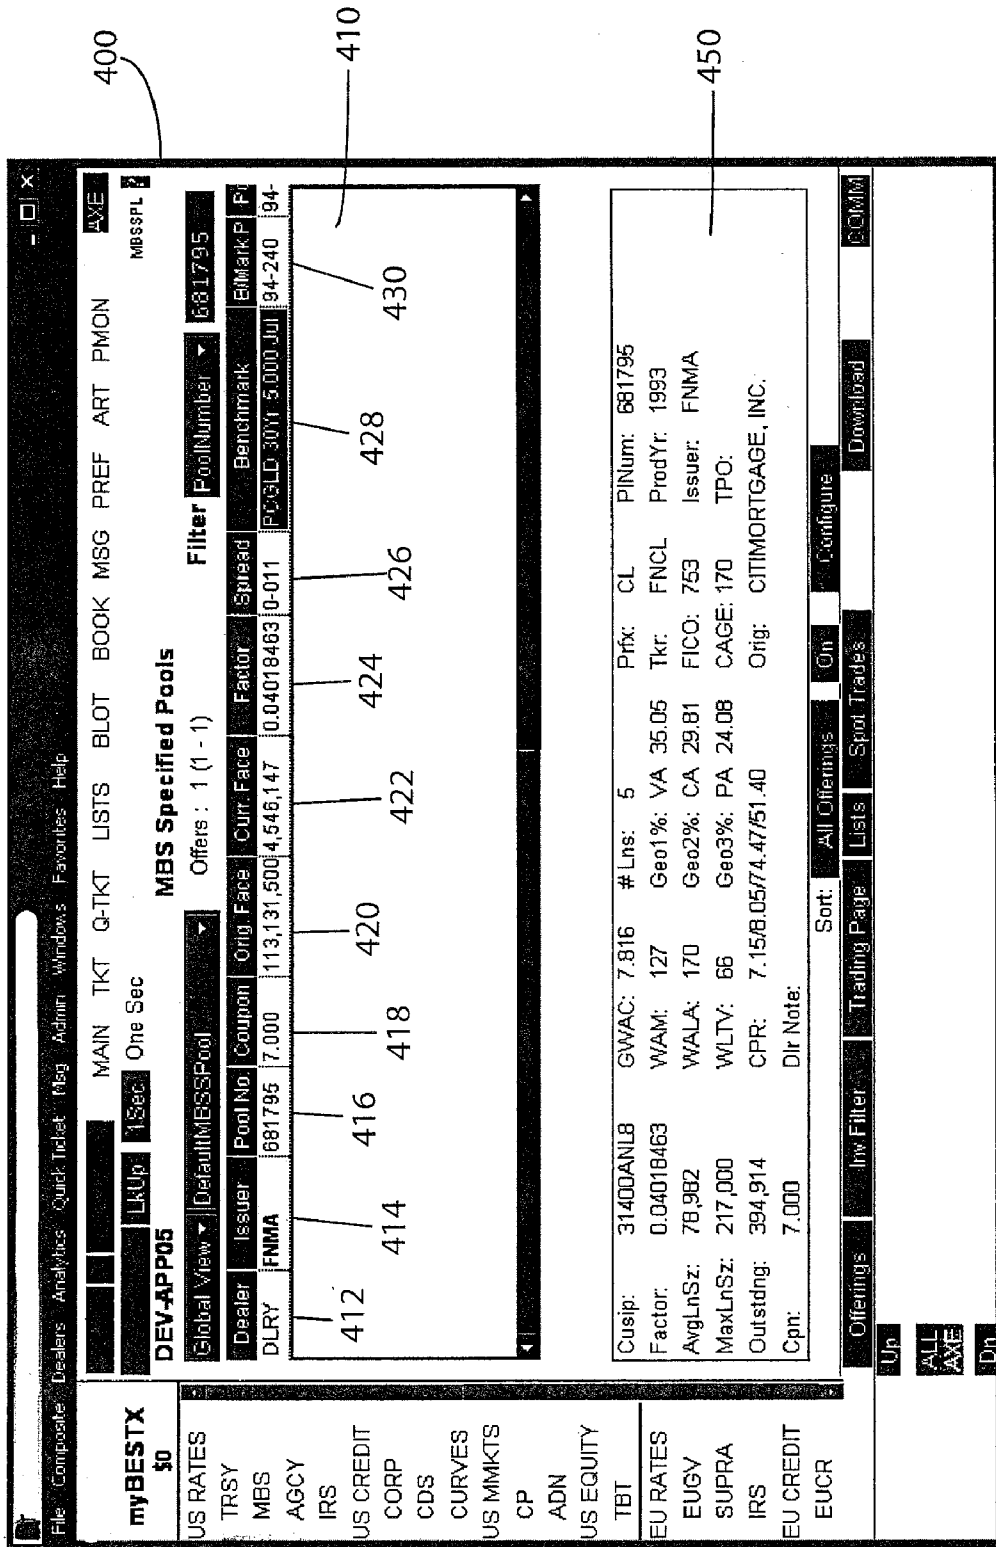 400
File Composite Dealers Analytics Quick Ticket Msg Admin Windows Favorites Help
myBESTX
$0
MAIN TKT Q-TKT LISTS BLOT BOOK MSG PREF ART PMON AXE
LkUp 1Sec One Sec MBSSPL
DEV-APP05 MBS Specified Pools
Global View DefaultMBSSPool Offers : 1 (1 - 1) Filter PoolNumber 681795
Dealer Issuer Pool No. Coupon Orig. Face Curr. Face Factor Spread Benchmark B/Mark P
DLRY FNMA 681795 7.000 113,131,500 4,546,147 0.04018463 0-011 FCGLD 30Yr 5.000 Jul 94-240 94-
412 414 416 418 420 422 424 426 428 430
410
US RATES
TRSY
MBS
AGCY
IRS
US CREDIT
CORP
CDS
CURVES
US MMKTS
CP
ADN
US EQUITY
TBT
EU RATES
EUGV
SUPRA
IRS
EU CREDIT
EUCR
Cusip: 31400ANL8 GWAC: 7.816 # Lns: 5 Prfx: CL PlNum: 681795
Factor: 0.04018463 WAM: 127 Geo1%: VA 35.05 Tkr: FNCL ProdYr: 1993
AvgLnSz: 78,982 WALA: 170 Geo2%: CA 29.81 FICO: 753 Issuer: FNMA
MaxLnSz: 217,000 WLTV: 66 Geo3%: PA 24.08 CAGE: 170 TPO:
Outstdng: 394,914 CPR: 7.15/8.05/74.47/51.40 Orig: CITIMORTGAGE, INC.
Cpn: 7.000 Dlr Note:
450
Sort: All Offerings On Configure
Offerings Inv.Filter Trading Page Lists Spot Trades Download COMM
Up
ALL
AXE
Dn